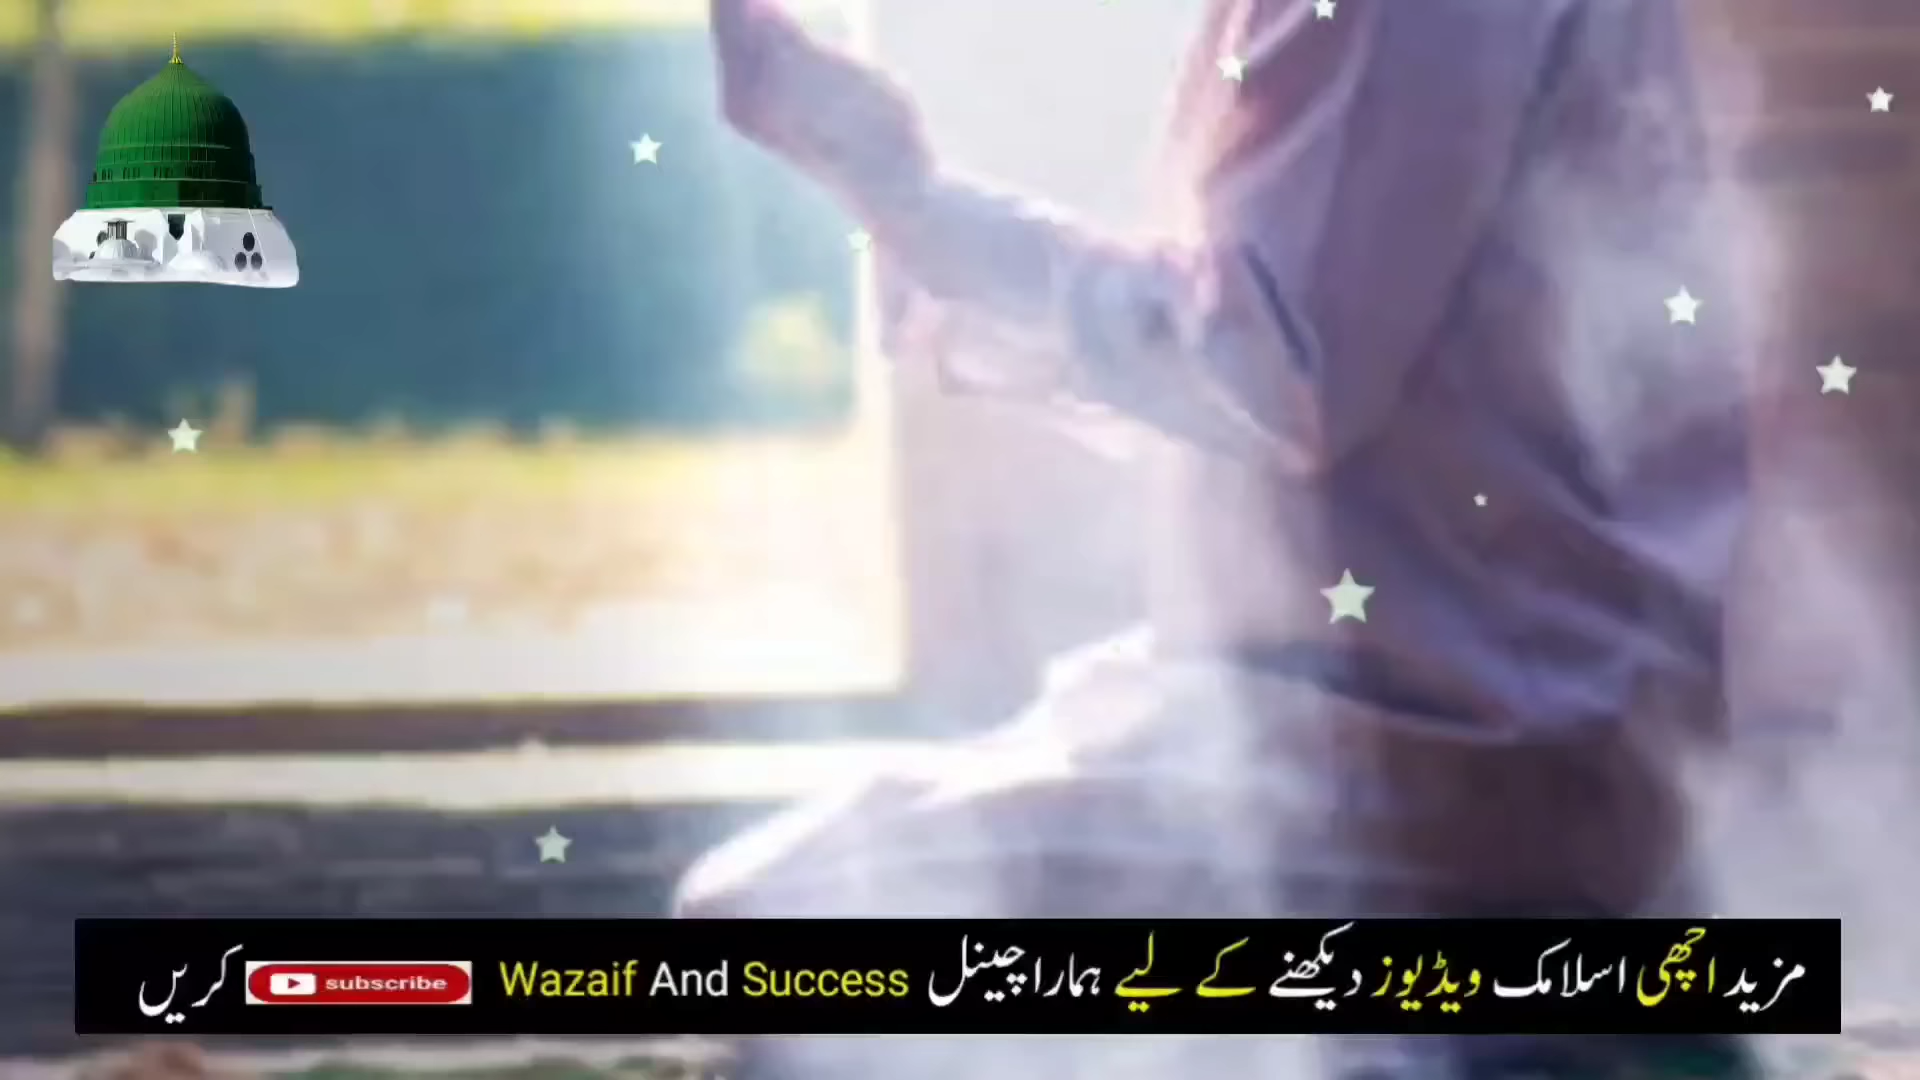 مزید اچھی اسلامک ویڈیوز دیکھنے کے لیے ہمارا چینل Wazaif And Success subscribe کریں